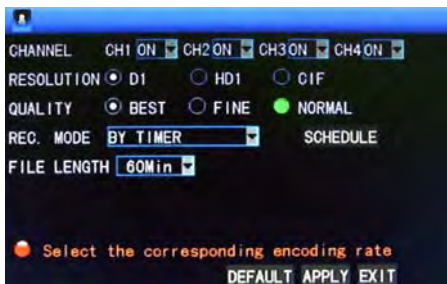 CHANNEL CH1 ON CH2 ON CH3 ON CH4 ON
RESOLUTION D1 HD1 CIF
QUALITY BEST FINE NORMAL
REC. MODE BY TIMER SCHEDULE
FILE LENGTH 60Min
Select the corresponding encoding rate
DEFAULT APPLY EXIT